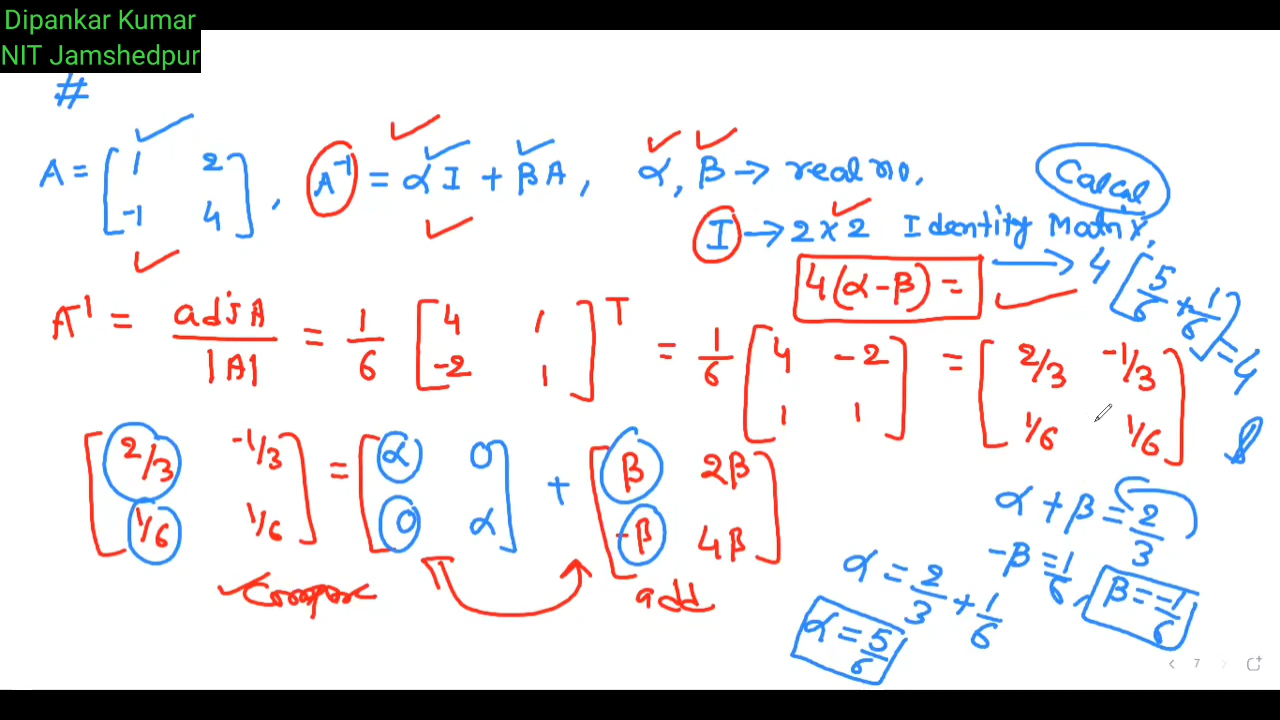 Dipankar Kumar
NIT Jamshedpur
#
A = [1 2 -1 4], A⁻¹ = αI + βA, α, β → real no.
Calcul
I → 2×2 Identity Matrix,
4(α-β) = → 4[5/6 + 1/6] = 4
A⁻¹ = adjA/|A| = 1/6 [4 1 -2 1]ᵀ = 1/6 [4 -2 1 1] = [2/3 -1/3 1/6 1/6]
[2/3 -1/3 1/6 1/6] = [α 0 0 α] + [β 2β -β 4β]
α + β = 2/3
-β = 1/6, β = -1/6
α = 2/3 + 1/6
α = 5/6
compare
add
7